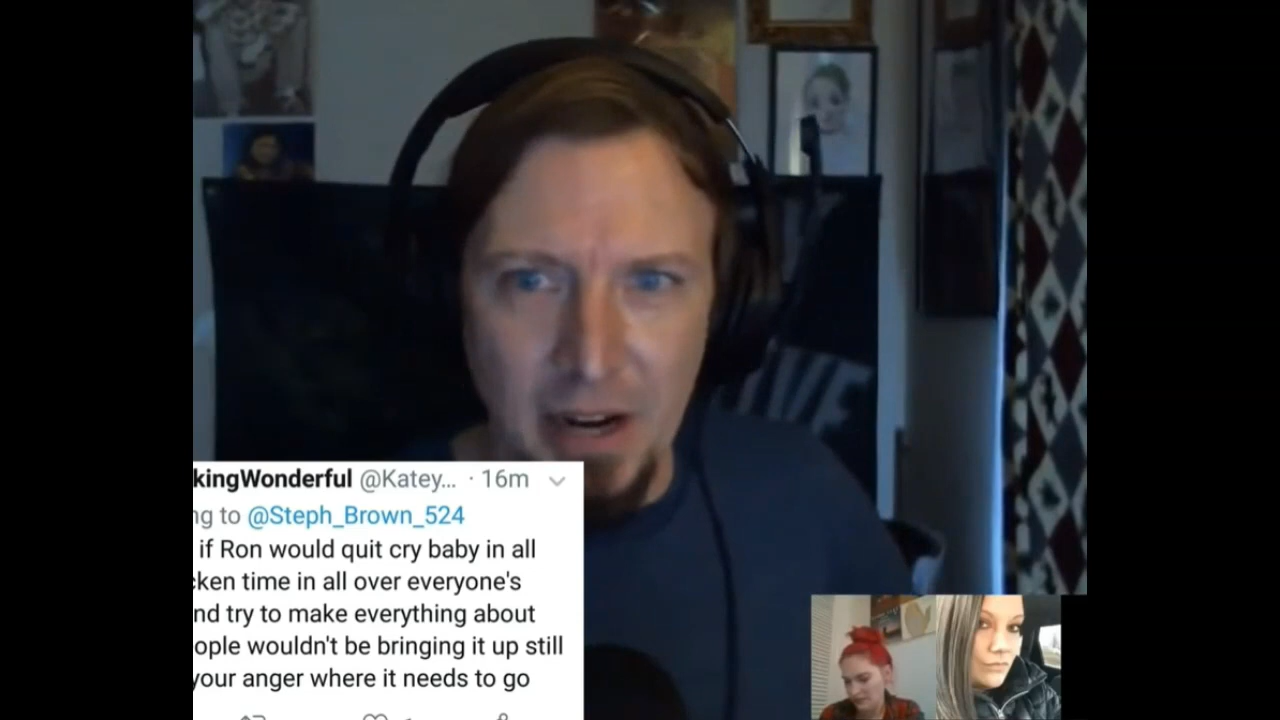 kingWonderful @Katey... · 16m
ng to @Steph_Brown_524
if Ron would quit cry baby in all
cken time in all over everyone's
nd try to make everything about
ople wouldn't be bringing it up still
your anger where it needs to go